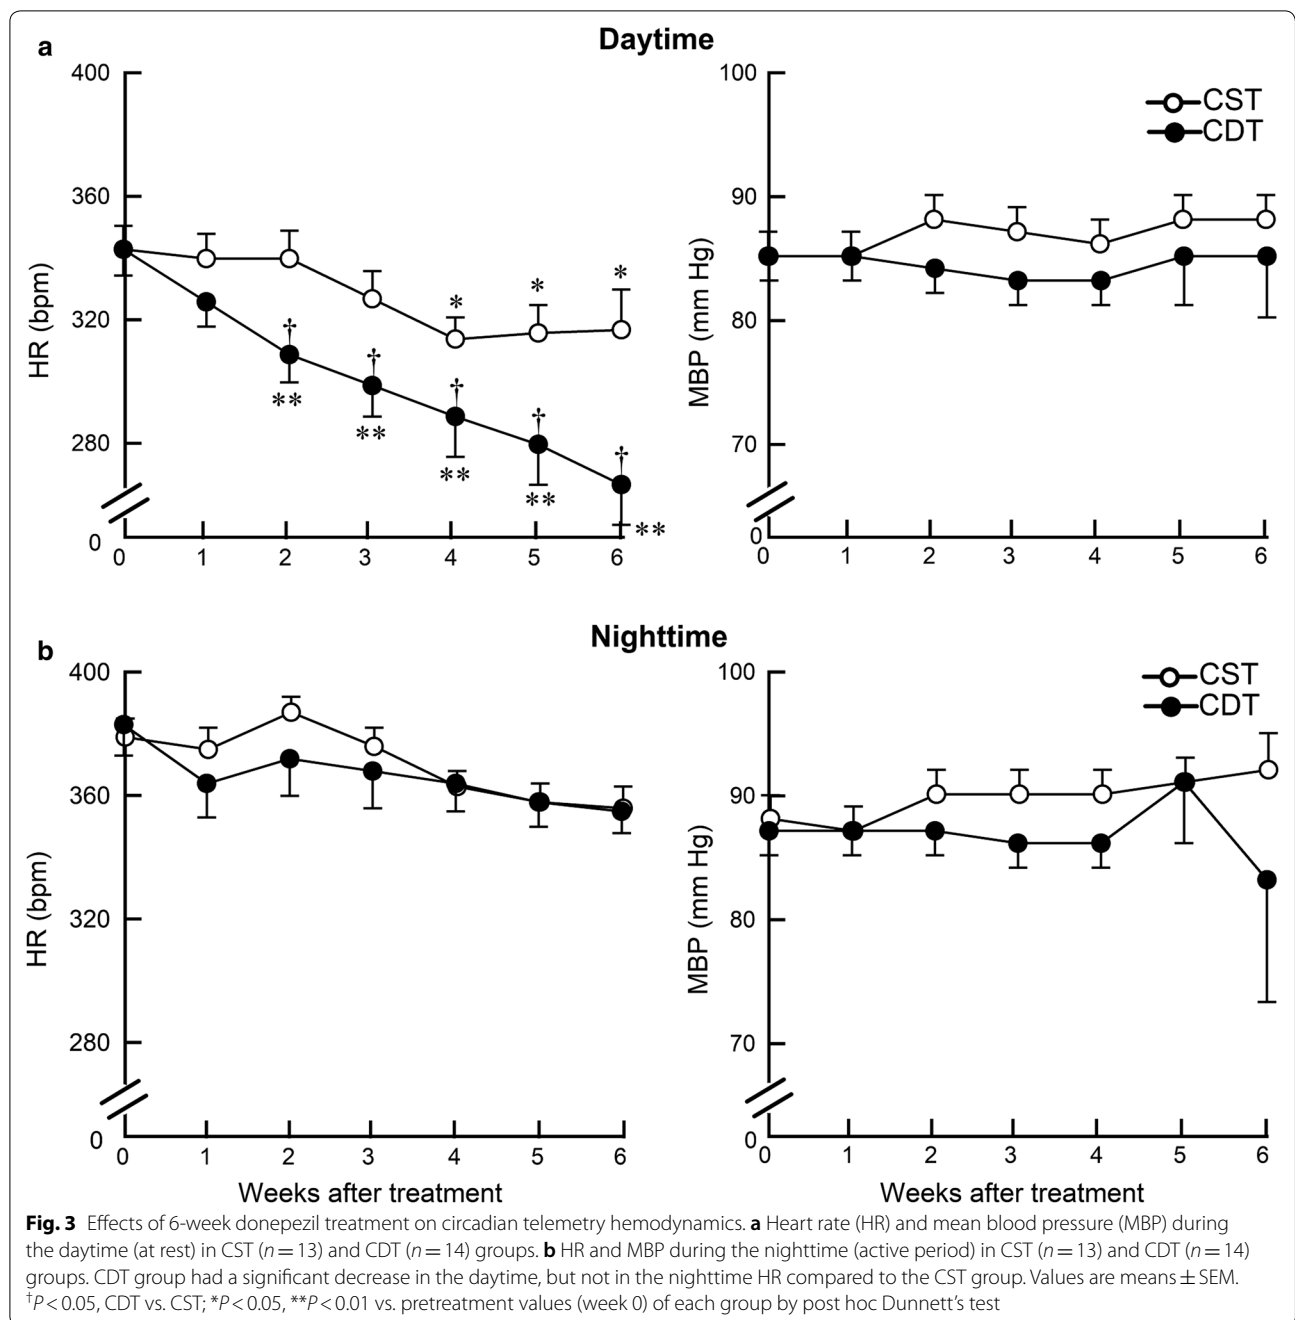 a
Daytime
400
360
320
280
0
HR (bpm)
†
†
†
†
†
*
*
*
**
**
**
**
**
0 1 2 3 4 5 6
100
90
80
70
0
MBP (mm Hg)
CST
CDT
0 1 2 3 4 5 6
b
Nighttime
400
360
320
280
0
HR (bpm)
0 1 2 3 4 5 6
Weeks after treatment
100
90
80
70
0
MBP (mm Hg)
CST
CDT
0 1 2 3 4 5 6
Weeks after treatment
Fig. 3 Effects of 6-week donepezil treatment on circadian telemetry hemodynamics. a Heart rate (HR) and mean blood pressure (MBP) during
the daytime (at rest) in CST (n = 13) and CDT (n = 14) groups. b HR and MBP during the nighttime (active period) in CST (n = 13) and CDT (n = 14)
groups. CDT group had a significant decrease in the daytime, but not in the nighttime HR compared to the CST group. Values are means ± SEM.
†P < 0.05, CDT vs. CST; *P < 0.05, **P < 0.01 vs. pretreatment values (week 0) of each group by post hoc Dunnett's test